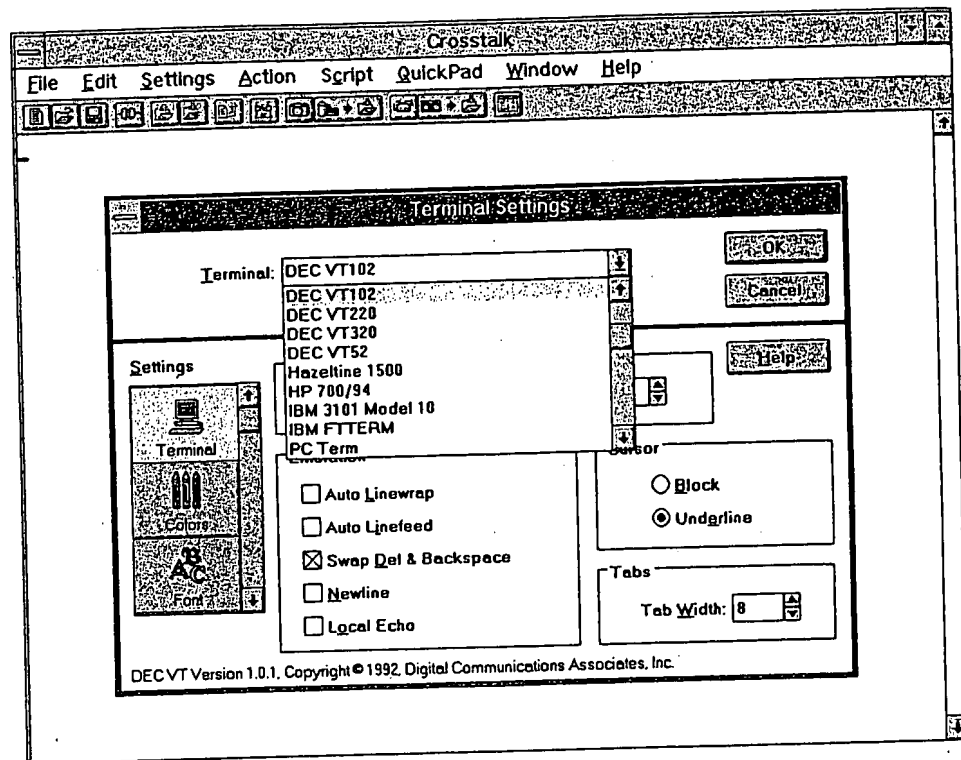 Crosstalk
File Edit Settings Action Script QuickPad Window Help
Terminal Settings
Terminal: DEC VT102
OK
Cancel
Help
DEC VT102
DEC VT220
DEC VT320
DEC VT52
Hazeltine 1500
HP 700/94
IBM 3101 Model 10
IBM FTTERM
PC Term
Settings
Terminal
Colors
Font
Auto Linewrap
Auto Linefeed
Swap Del & Backspace
Newline
Local Echo
Cursor
Block
Underline
Tabs
Tab Width: 8
DEC VT Version 1.0.1, Copyright © 1992, Digital Communications Associates, Inc.